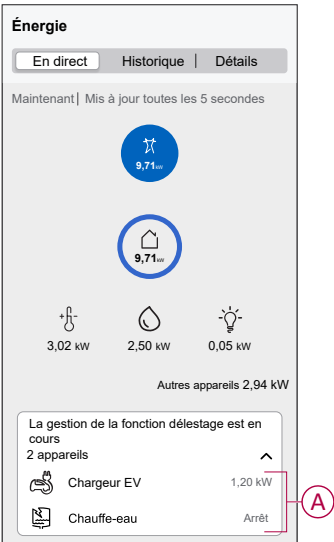 Énergie
En direct Historique | Détails
Maintenant| Mis à jour toutes les 5 secondes
9,71kW
9,71kW
3,02 kW 2,50 kW 0,05 kW
Autres appareils 2,94 kW
La gestion de la fonction délestage est en
cours
2 appareils
Chargeur EV 1,20 kW
A
Chauffe-eau Arrêt